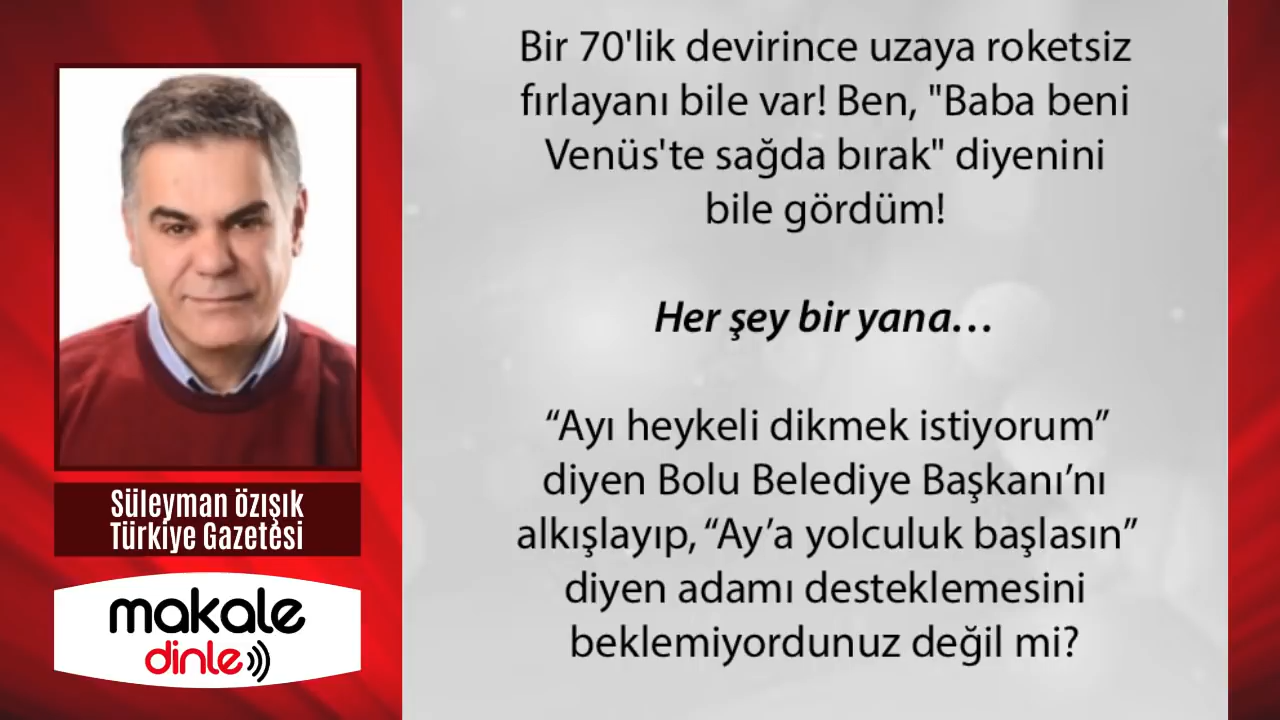 Bir 70'lik devirince uzaya roketsiz
fırlayanı bile var! Ben, "Baba beni
Venüs'te sağda bırak" diyenini
bile gördüm!
Her şey bir yana…
“Ayı heykeli dikmek istiyorum”
diyen Bolu Belediye Başkanı’nı
alkışlayıp, “Ay’a yolculuk başlasın”
diyen adamı desteklemesini
beklemiyordunuz değil mi?
Süleyman Özışık
Türkiye Gazetesi
makale
dinle